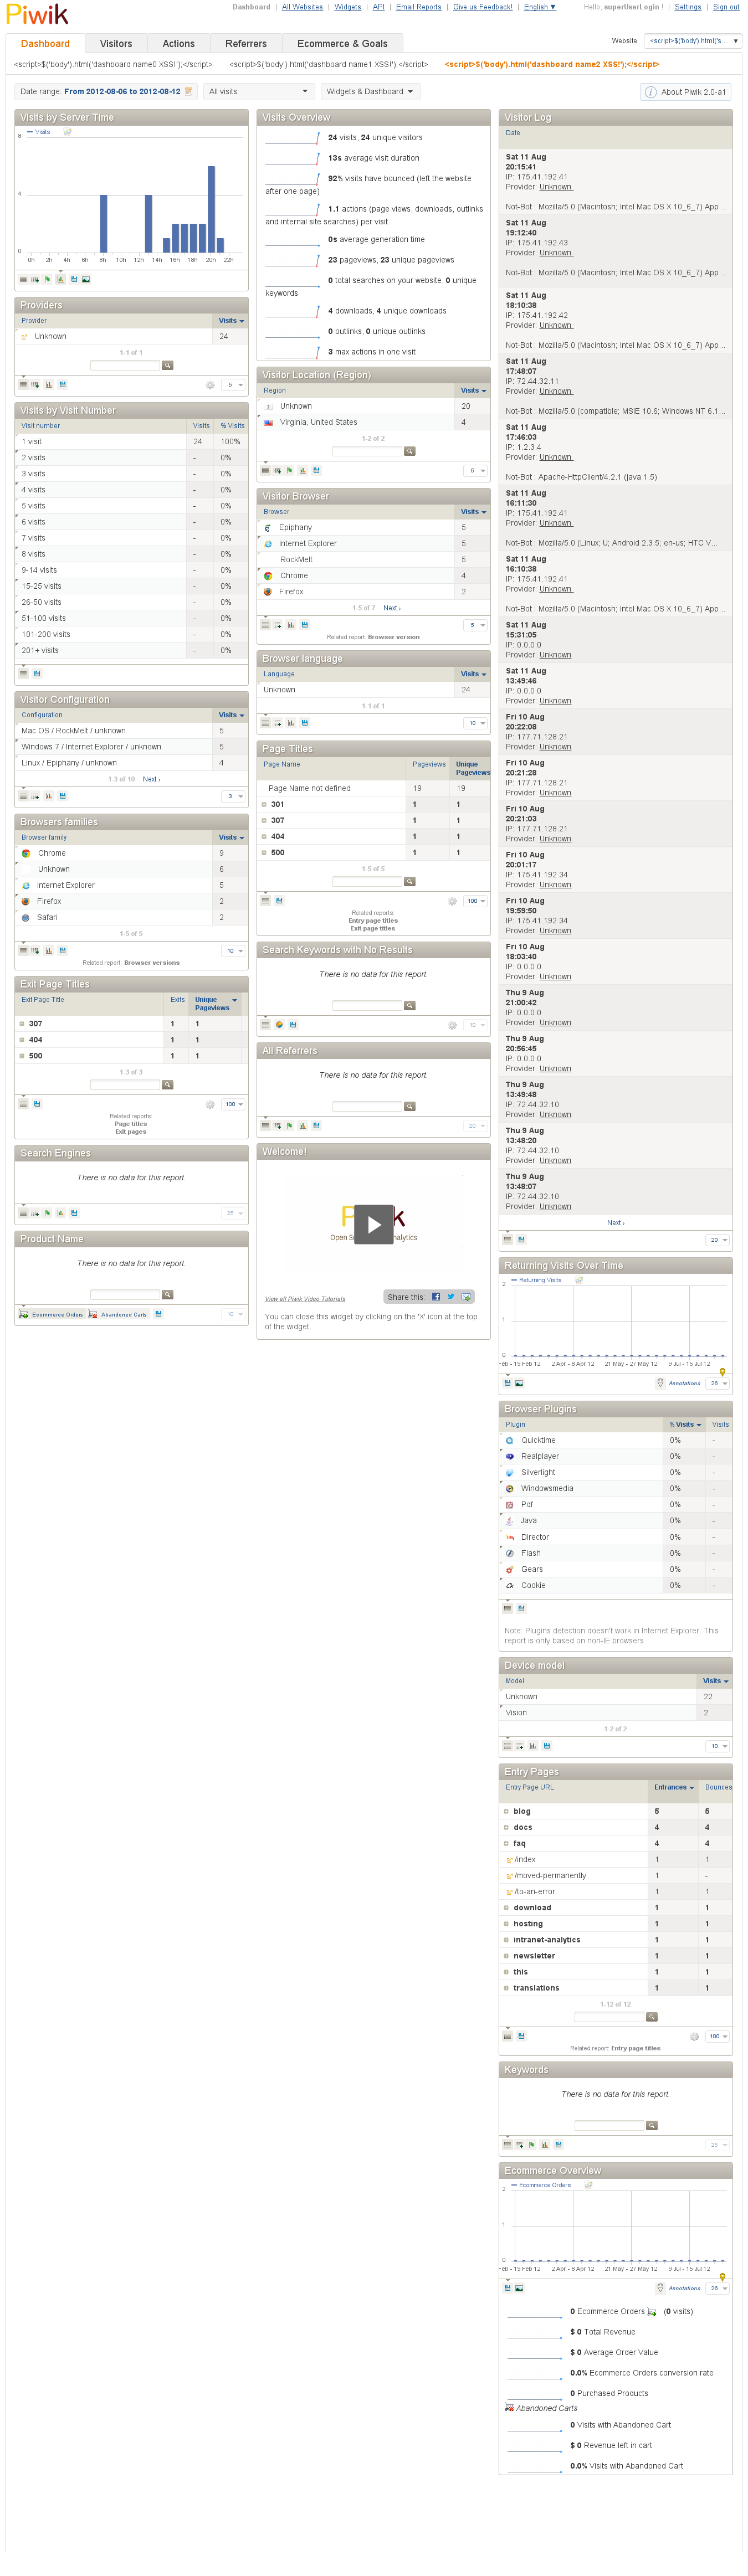 Piwik
Dashboard | All Websites | Widgets | API | Email Reports | Give us Feedback! | English ▼
Hello, superUserLogin ! | Settings | Sign out
Dashboard Visitors Actions Referrers Ecommerce & Goals
Website <script>$('body').html('s...
<script>$('body').html('dashboard name0 XSS!');</script> <script>$('body').html('dashboard name1 XSS!');</script> <script>$('body').html('dashboard name2 XSS!');</script>
Date range: From 2012-08-06 to 2012-08-12 All visits Widgets & Dashboard About Piwik 2.0-a1
Visits by Server Time
Visits
8
4
0
0h 2h 4h 6h 8h 10h 12h 14h 16h 18h 20h 22h
Providers
Provider Visits
Unknown 24
1-1 of 1
5
Visits by Visit Number
Visit number Visits % Visits
1 visit 24 100%
2 visits - 0%
3 visits - 0%
4 visits - 0%
5 visits - 0%
6 visits - 0%
7 visits - 0%
8 visits - 0%
9-14 visits - 0%
15-25 visits - 0%
26-50 visits - 0%
51-100 visits - 0%
101-200 visits - 0%
201+ visits - 0%
Visitor Configuration
Configuration Visits
Mac OS / RockMelt / unknown 5
Windows 7 / Internet Explorer / unknown 5
Linux / Epiphany / unknown 4
1-3 of 10 Next ›
3
Browsers families
Browser family Visits
Chrome 9
Unknown 6
Internet Explorer 5
Firefox 2
Safari 2
1-5 of 5
10
Related report: Browser versions
Exit Page Titles
Exit Page Title Exits Unique Pageviews
307 1 1
404 1 1
500 1 1
1-3 of 3
100
Related reports:
Page titles
Exit pages
Search Engines
There is no data for this report.
25
Product Name
There is no data for this report.
Ecommerce Orders Abandoned Carts 10
Visits Overview
24 visits, 24 unique visitors
13s average visit duration
92% visits have bounced (left the website
after one page)
1.1 actions (page views, downloads, outlinks
and internal site searches) per visit
0s average generation time
23 pageviews, 23 unique pageviews
0 total searches on your website, 0 unique
keywords
4 downloads, 4 unique downloads
0 outlinks, 0 unique outlinks
3 max actions in one visit
Visitor Location (Region)
Region Visits
Unknown 20
Virginia, United States 4
1-2 of 2
5
Visitor Browser
Browser Visits
Epiphany 5
Internet Explorer 5
RockMelt 5
Chrome 4
Firefox 2
1-5 of 7 Next ›
5
Related report: Browser version
Browser language
Language Visits
Unknown 24
1-1 of 1
10
Page Titles
Page Name Pageviews Unique Pageviews
Page Name not defined 19 19
301 1 1
307 1 1
404 1 1
500 1 1
1-5 of 5
100
Related reports:
Entry page titles
Exit page titles
Search Keywords with No Results
There is no data for this report.
10
All Referrers
There is no data for this report.
20
Welcome!
View all Piwik Video Tutorials Share this:
You can close this widget by clicking on the 'X' icon at the top
of the widget.
Visitor Log
Date
Sat 11 Aug
20:15:41
IP: 175.41.192.41
Provider: Unknown
Not-Bot : Mozilla/5.0 (Macintosh; Intel Mac OS X 10_6_7) App...
Sat 11 Aug
19:12:40
IP: 175.41.192.43
Provider: Unknown
Not-Bot : Mozilla/5.0 (Macintosh; Intel Mac OS X 10_6_7) App...
Sat 11 Aug
18:10:38
IP: 175.41.192.42
Provider: Unknown
Not-Bot : Mozilla/5.0 (Macintosh; Intel Mac OS X 10_6_7) App...
Sat 11 Aug
17:48:07
IP: 72.44.32.11
Provider: Unknown
Not-Bot : Mozilla/5.0 (compatible; MSIE 10.6; Windows NT 6.1...
Sat 11 Aug
17:46:03
IP: 1.2.3.4
Provider: Unknown
Not-Bot : Apache-HttpClient/4.2.1 (java 1.5)
Sat 11 Aug
16:11:30
IP: 175.41.192.41
Provider: Unknown
Not-Bot : Mozilla/5.0 (Linux; U; Android 2.3.5; en-us; HTC V...
Sat 11 Aug
16:10:38
IP: 175.41.192.41
Provider: Unknown
Not-Bot : Mozilla/5.0 (Macintosh; Intel Mac OS X 10_6_7) App...
Sat 11 Aug
15:31:05
IP: 0.0.0.0
Provider: Unknown
Sat 11 Aug
13:49:46
IP: 0.0.0.0
Provider: Unknown
Fri 10 Aug
20:22:08
IP: 177.71.128.21
Provider: Unknown
Fri 10 Aug
20:21:28
IP: 177.71.128.21
Provider: Unknown
Fri 10 Aug
20:21:03
IP: 177.71.128.21
Provider: Unknown
Fri 10 Aug
20:01:17
IP: 175.41.192.34
Provider: Unknown
Fri 10 Aug
19:59:50
IP: 175.41.192.34
Provider: Unknown
Fri 10 Aug
18:03:40
IP: 0.0.0.0
Provider: Unknown
Thu 9 Aug
21:00:42
IP: 0.0.0.0
Provider: Unknown
Thu 9 Aug
20:56:45
IP: 0.0.0.0
Provider: Unknown
Thu 9 Aug
13:49:48
IP: 72.44.32.10
Provider: Unknown
Thu 9 Aug
13:48:20
IP: 72.44.32.10
Provider: Unknown
Thu 9 Aug
13:48:07
IP: 72.44.32.10
Provider: Unknown
Next ›
20
Returning Visits Over Time
Returning Visits
2
1
0
eb - 19 Feb 12 2 Apr - 8 Apr 12 21 May - 27 May 12 9 Jul - 15 Jul 12
Annotations 26
Browser Plugins
Plugin % Visits Visits
Quicktime 0% -
Realplayer 0% -
Silverlight 0% -
Windowsmedia 0% -
Pdf 0% -
Java 0% -
Director 0% -
Flash 0% -
Gears 0% -
Cookie 0% -
Note: Plugins detection doesn't work in Internet Explorer. This
report is only based on non-IE browsers.
Device model
Model Visits
Unknown 22
Vision 2
1-2 of 2
10
Entry Pages
Entry Page URL Entrances Bounces
blog 5 5
docs 4 4
faq 4 4
/index 1 1
/moved-permanently 1 -
/to-an-error 1 1
download 1 1
hosting 1 1
intranet-analytics 1 1
newsletter 1 1
this 1 1
translations 1 1
1-12 of 12
100
Related report: Entry page titles
Keywords
There is no data for this report.
25
Ecommerce Overview
Ecommerce Orders
2
1
0
eb - 19 Feb 12 2 Apr - 8 Apr 12 21 May - 27 May 12 9 Jul - 15 Jul 12
Annotations 26
0 Ecommerce Orders (0 visits)
$ 0 Total Revenue
$ 0 Average Order Value
0.0% Ecommerce Orders conversion rate
0 Purchased Products
Abandoned Carts
0 Visits with Abandoned Cart
$ 0 Revenue left in cart
0.0% Visits with Abandoned Cart